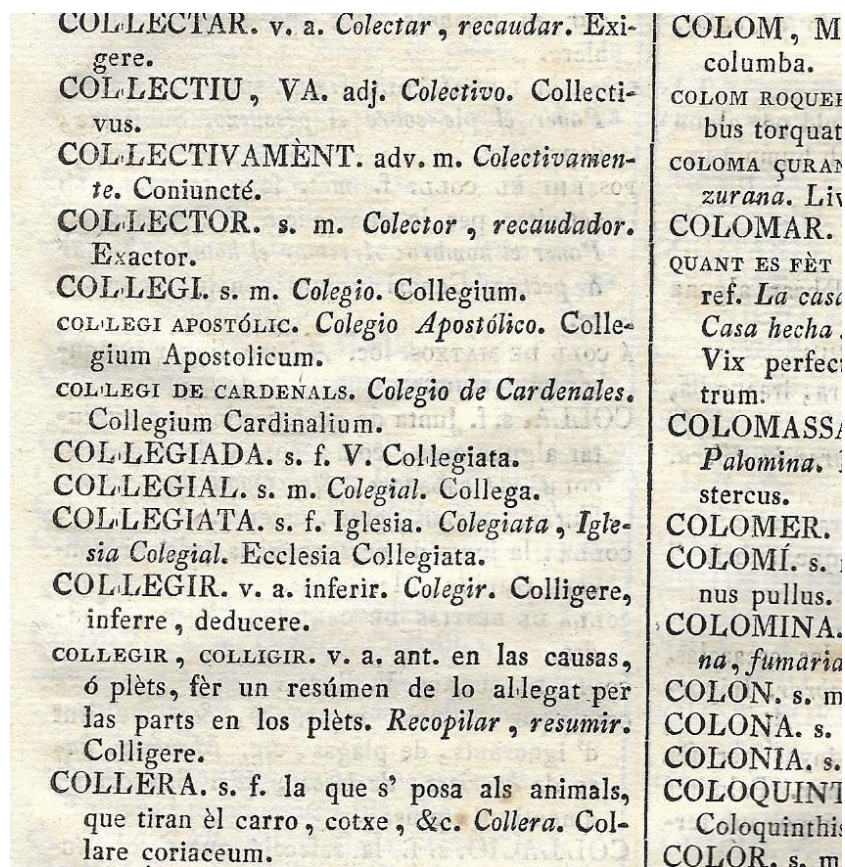 COL·LECTAR. v. a. Colectar, recaudar. Exi-
gere.
COL·LECTIU, VA. adj. Colectivo. Collecti-
vus.
COL·LECTIVAMÈNT. adv. m. Colectivamen-
te. Coniuncté.
COL·LECTOR. s. m. Colector, recaudador.
Exactor.
COL·LEGI. s. m. Colegio. Collegium.
COL·LEGI APOSTÓLIC. Colegio Apostólico. Colle-
gium Apostolicum.
COL·LEGI DE CARDENALS. Colegio de Cardenales.
Collegium Cardinalium.
COL·LEGIADA. s. f. V. Col·legiata.
COL·LEGIAL. s. m. Colegial. Collega.
COL·LEGIATA. s. f. Iglesia. Colegiata, Igle-
sia Colegial. Ecclesia Collegiata.
COL·LEGIR. v. a. inferir. Colegir. Colligere,
inferre, deducere.
COLLEGIR, COLLIGIR. v. a. ant. en las causas,
ó plèts, fèr un resúmen de lo al·legat per
las parts en los plèts. Recopilar, resumir.
Colligere.
COLLERA. s. f. la que s' posa als animals,
que tiran èl carro, cotxe, &c. Collera. Col-
lare coriaceum.
COLOM, M
columba.
COLOM ROQUE
bus torquat
COLOMA ÇURAN
zurana. Liv
COLOMAR.
QUANT ES FÈT
ref. La casa
Casa hecha
Vix perfect
trum.
COLOMASSA
Palomina.
stercus.
COLOMER.
COLOMÍ. s.
nus pullus.
COLOMINA.
na, fumaria
COLON. s. m
COLONA. s.
COLONIA. s.
COLOQUINT
Coloquinthis
COLÒR. s. m